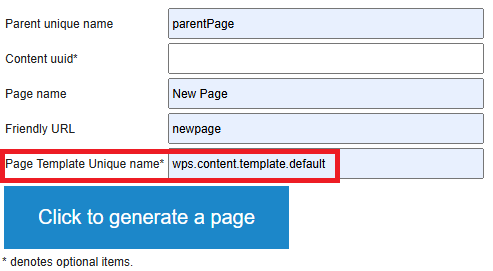 Parent unique name parentPage
Content uuid*
Page name New Page
Friendly URL newpage
Page Template Unique name* wps.content.template.default
Click to generate a page
* denotes optional items.